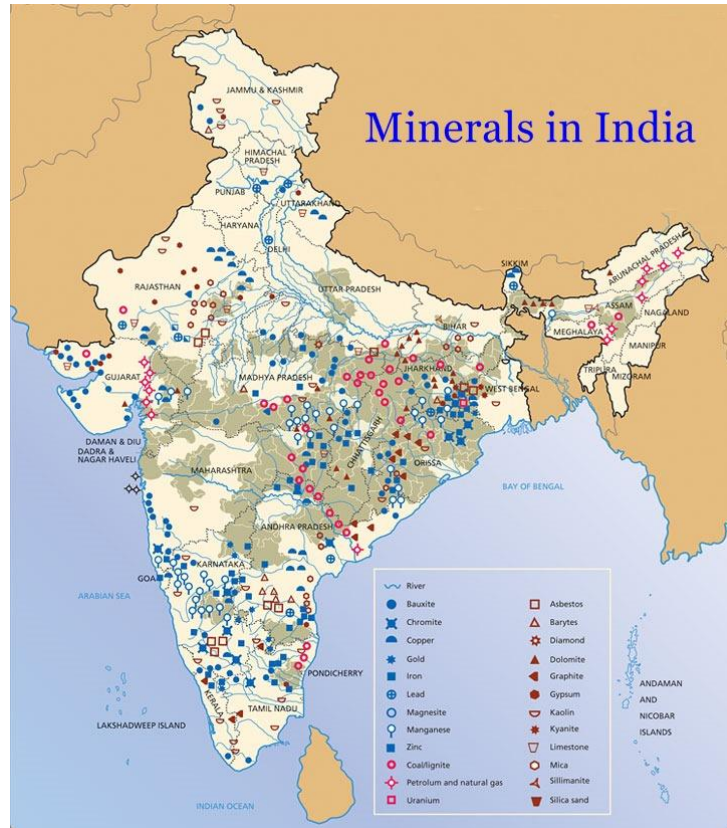 Minerals in India
JAMMU & KASHMIR
HIMACHAL
PRADESH
PUNJAB
UTTARAKHAND
HARYANA
DELHI
RAJASTHAN
UTTAR PRADESH
SIKKIM
ARUNACHAL PRADESH
ASSAM
NAGALAND
MEGHALAYA
MANIPUR
TRIPURA
MIZORAM
BIHAR
JHARKHAND
WEST BENGAL
GUJARAT
MADHYA PRADESH
CHHATTISGARH
ORISSA
DAMAN & DIU
DADRA &
NAGAR HAVELI
MAHARASHTRA
BAY OF BENGAL
ANDHRA PRADESH
KARNATAKA
GOA
ARABIAN SEA
PONDICHERRY
TAMIL NADU
KERALA
LAKSHADWEEP ISLAND
INDIAN OCEAN
ANDAMAN
AND
NICOBAR
ISLANDS
River
Bauxite
Chromite
Copper
Gold
Iron
Lead
Magnesite
Manganese
Zinc
Coal/lignite
Petrolum and natural gas
Uranium
Asbestos
Barytes
Diamond
Dolomite
Graphite
Gypsum
Kaolin
Kyanite
Limestone
Mica
Sillimanite
Silica sand